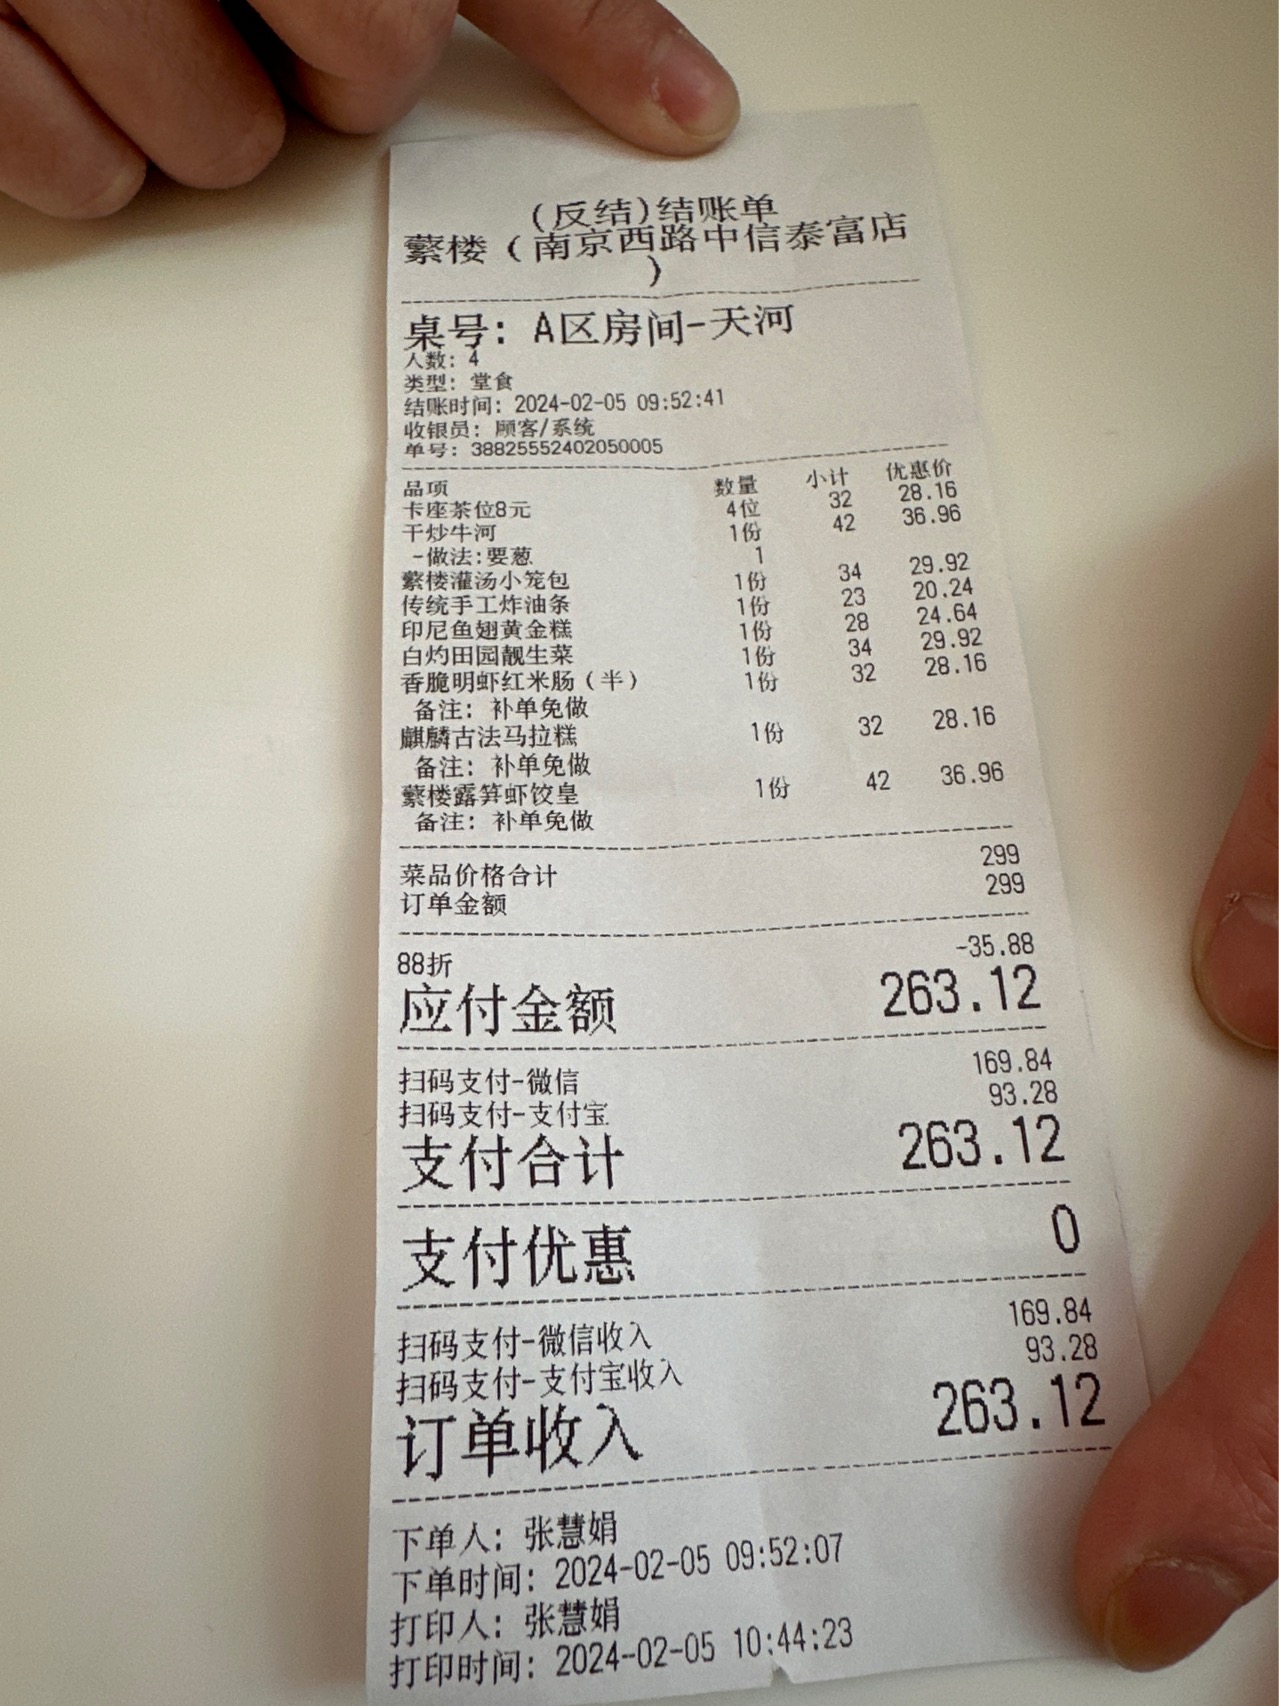 (反结)结账单
蘩楼（南京西路中信泰富店
）
桌号: A区房间-天河
人数: 4
类型: 堂食
结账时间: 2024-02-05 09:52:41
收银员: 顾客/系统
单号: 38825552402050005
品项 数量 小计 优惠价
卡座茶位8元 4位 32 28.16
干炒牛河 1份 42 36.96
-做法:要葱 1
蘩楼灌汤小笼包 1份 34 29.92
传统手工炸油条 1份 23 20.24
印尼鱼翅黄金糕 1份 28 24.64
白灼田园靓生菜 1份 34 29.92
香脆明虾红米肠（半） 1份 32 28.16
备注: 补单免做
麒麟古法马拉糕 1份 32 28.16
备注: 补单免做
蘩楼露笋虾饺皇 1份 42 36.96
备注: 补单免做
菜品价格合计 299
订单金额 299
88折 -35.88
应付金额 263.12
扫码支付-微信 169.84
扫码支付-支付宝 93.28
支付合计 263.12
支付优惠 0
扫码支付-微信收入 169.84
扫码支付-支付宝收入 93.28
订单收入 263.12
下单人: 张慧娟
下单时间: 2024-02-05 09:52:07
打印人: 张慧娟
打印时间: 2024-02-05 10:44:23